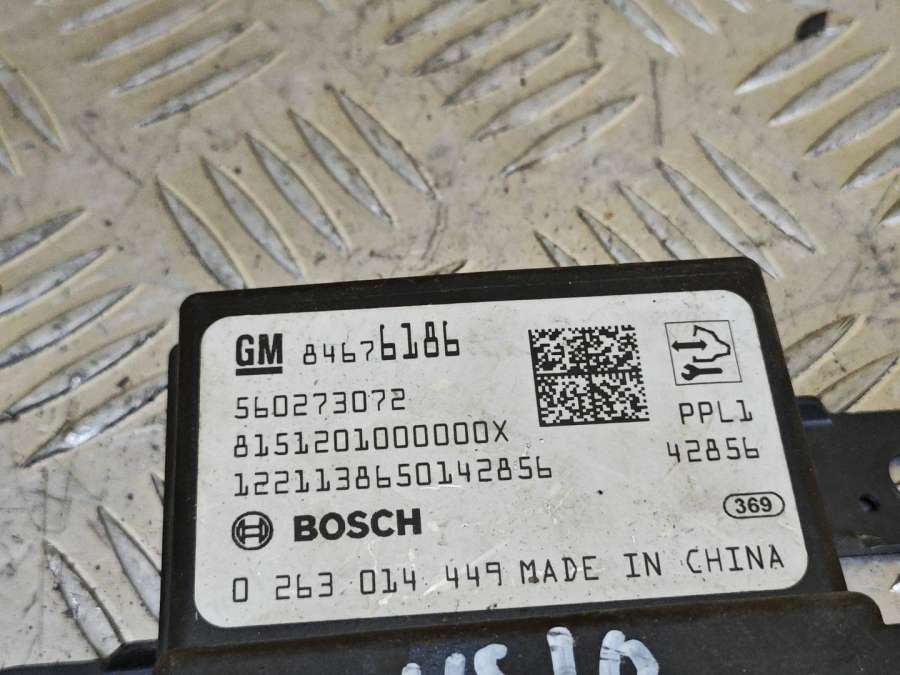 GM 84676186
560273072
8151201000000X
PPL1
1221138650142856
42856
BOSCH
369
0 263 014 449 MADE IN CHINA